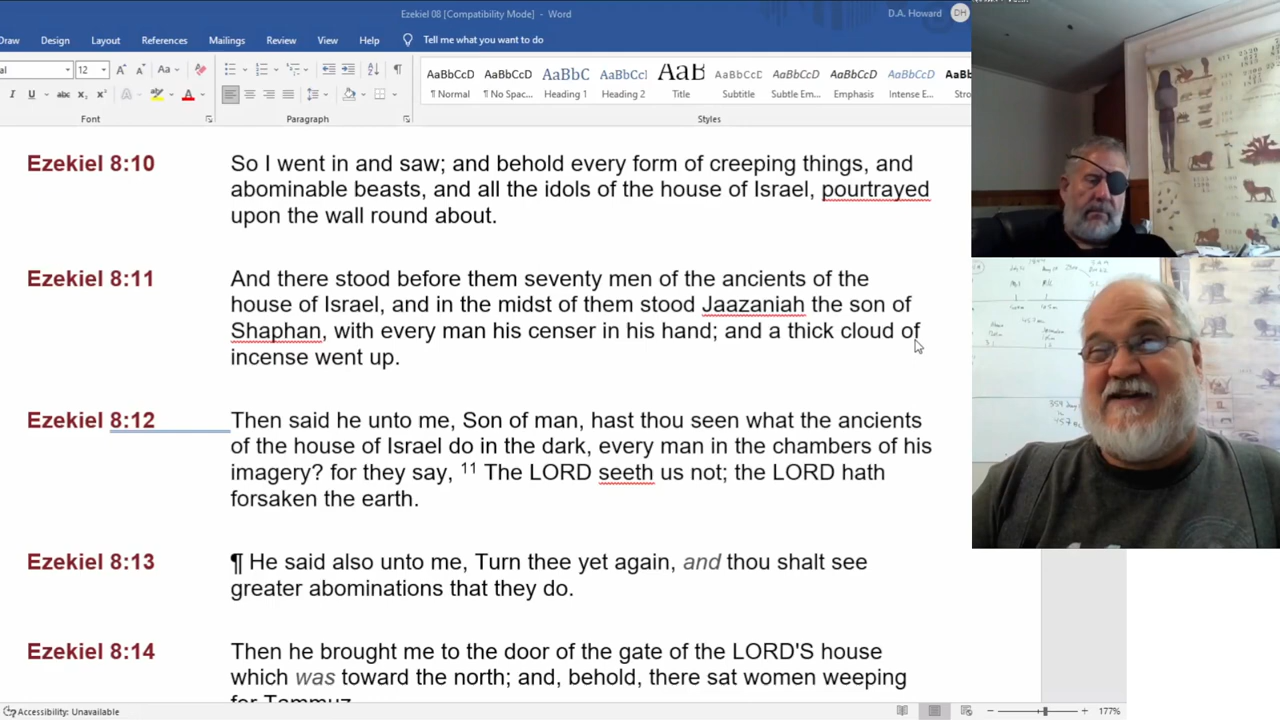 Ezekiel 08 [Compatibility Mode] - Word
D.A. Howard DH
Draw Design Layout References Mailings Review View Help Tell me what you want to do
al 12 A A Aa
I U abc x₂ x² A A
AaBbCcD AaBbCcD AaBbC AaBbCcI AaB AaBbCcD AaBbCcD AaBbCcD AaBbCcD AaBb
¶ Normal ¶ No Spac... Heading 1 Heading 2 Title Subtitle Subtle Em... Emphasis Intense E... Stro
Font Paragraph Styles
Ezekiel 8:10 So I went in and saw; and behold every form of creeping things, and
abominable beasts, and all the idols of the house of Israel, pourtrayed
upon the wall round about.
Ezekiel 8:11 And there stood before them seventy men of the ancients of the
house of Israel, and in the midst of them stood Jaazaniah the son of
Shaphan, with every man his censer in his hand; and a thick cloud of
incense went up.
Ezekiel 8:12 Then said he unto me, Son of man, hast thou seen what the ancients
of the house of Israel do in the dark, every man in the chambers of his
imagery? for they say, 11 The LORD seeth us not; the LORD hath
forsaken the earth.
Ezekiel 8:13 ¶ He said also unto me, Turn thee yet again, and thou shalt see
greater abominations that they do.
Ezekiel 8:14 Then he brought me to the door of the gate of the LORD'S house
which was toward the north; and, behold, there sat women weeping
for Tammuz.
Accessibility: Unavailable
177%